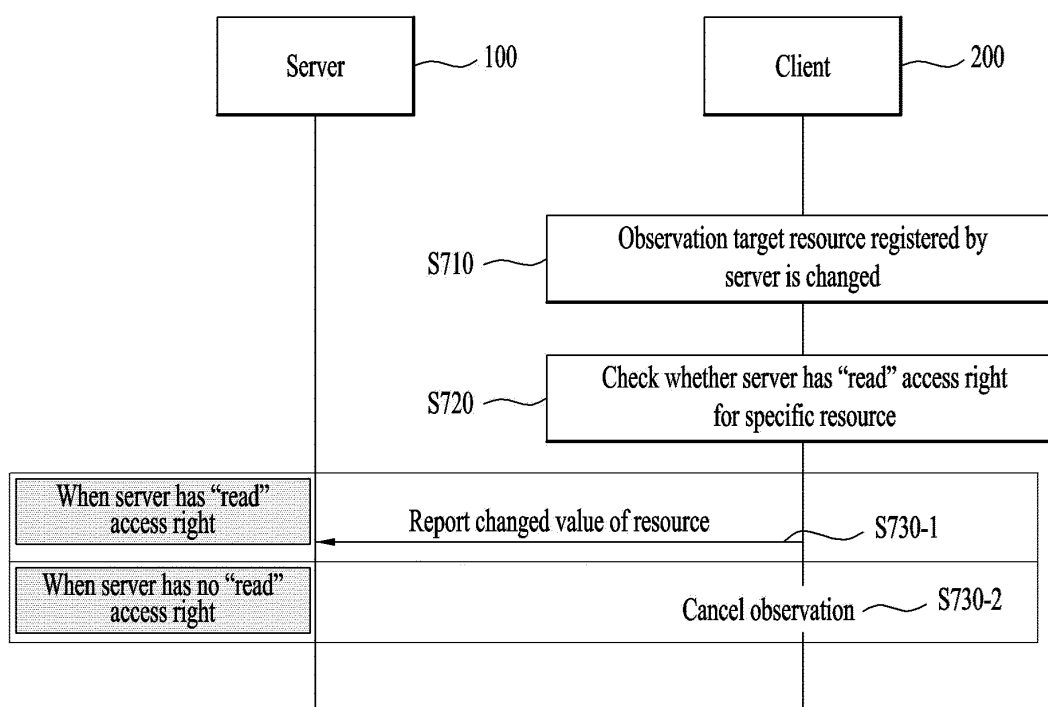 Server
100
Client
200
Observation target resource registered by
server is changed
S710
Check whether server has “read” access right
for specific resource
S720
When server has “read”
access right
Report changed value of resource
S730-1
When server has no “read”
access right
Cancel observation
S730-2